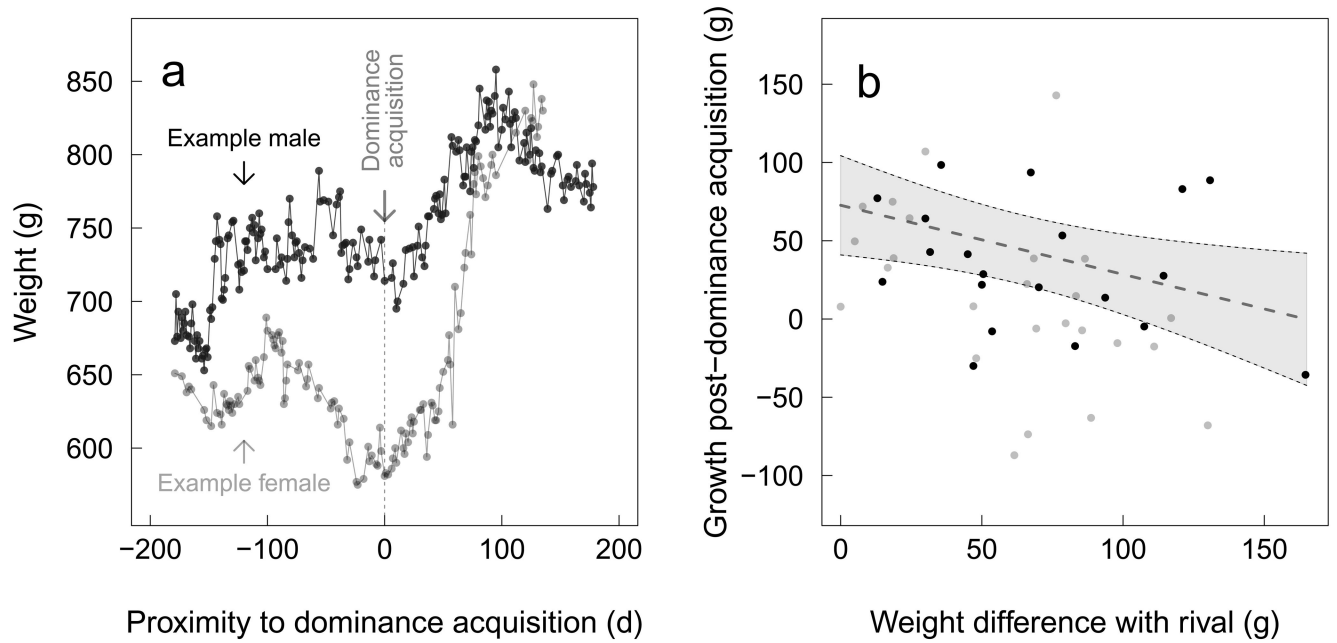 a
Example male
Dominance
acquisition
Example female
850
800
750
700
650
600
Weight (g)
−200
−100
0
100
200
Proximity to dominance acquisition (d)
b
150
100
50
0
−50
−100
Growth post−dominance acquisition (g)
0
50
100
150
Weight difference with rival (g)